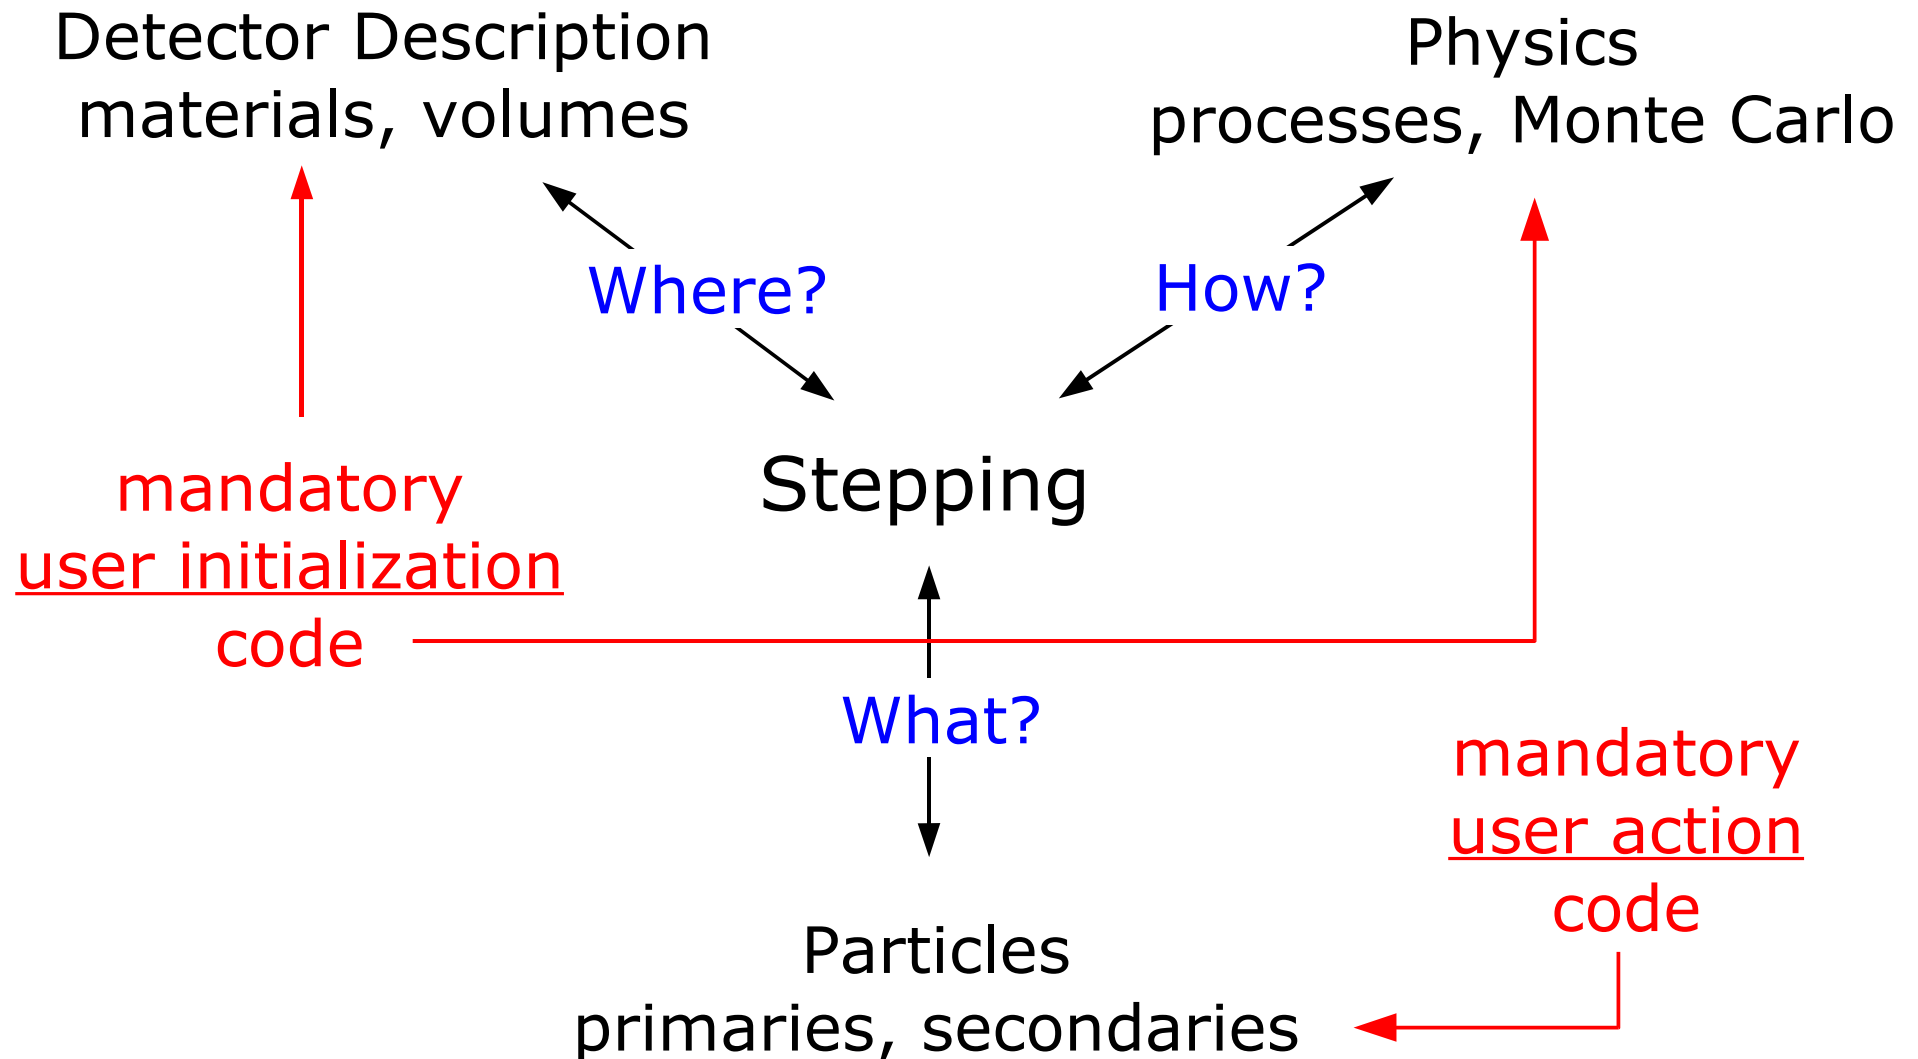 Detector Description
materials, volumes
Physics
processes, Monte Carlo
Where?
How?
Stepping
mandatory
user initialization
code
What?
mandatory
user action
code
Particles
primaries, secondaries